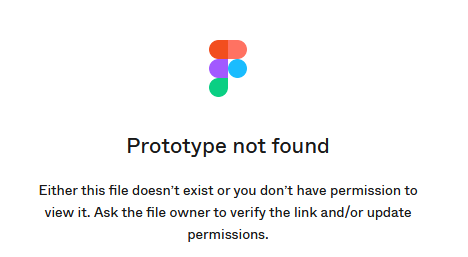 Prototype not found
Either this file doesn’t exist or you don’t have permission to
view it. Ask the file owner to verify the link and/or update
permissions.